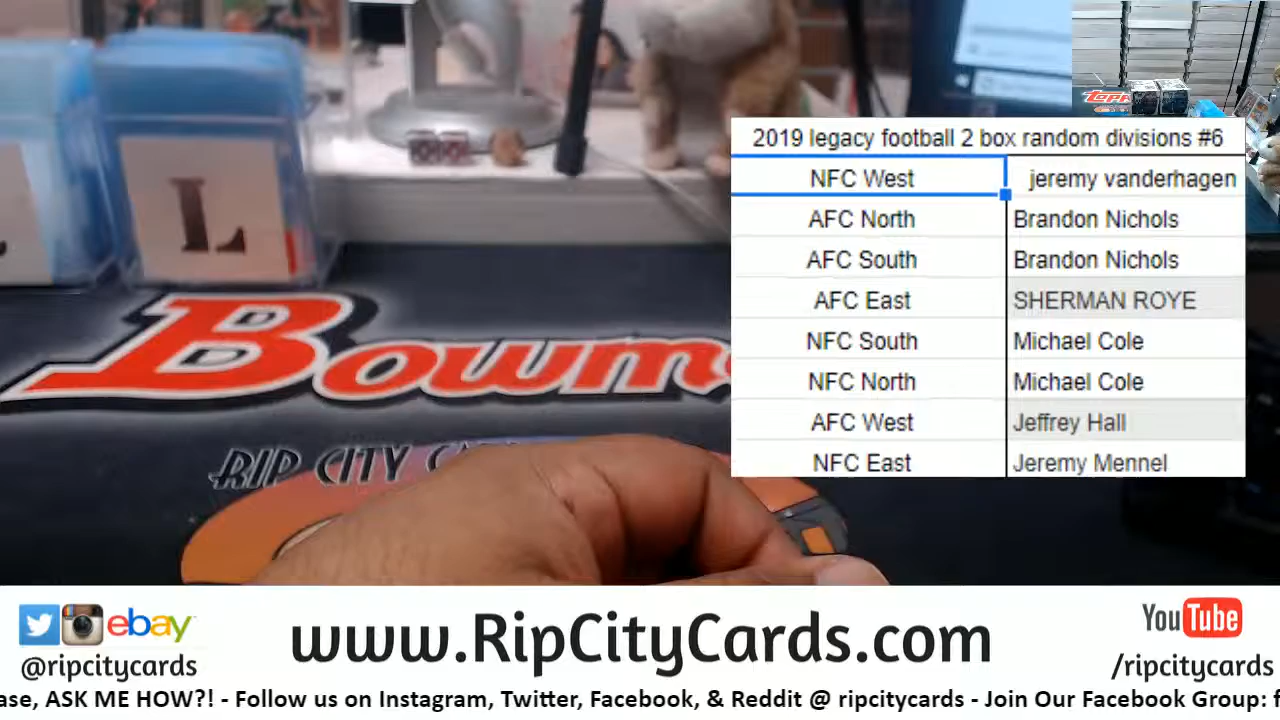 2019 legacy football 2 box random divisions #6
NFC West jeremy vanderhagen
AFC North Brandon Nichols
AFC South Brandon Nichols
AFC East SHERMAN ROYE
NFC South Michael Cole
NFC North Michael Cole
AFC West Jeffrey Hall
NFC East Jeremy Mennel
L
Bowm
RIP CITY
ebay
@ripcitycards
www.RipCityCards.com
YouTube
/ripcitycards
ase, ASK ME HOW?! - Follow us on Instagram, Twitter, Facebook, & Reddit @ ripcitycards - Join Our Facebook Group: f